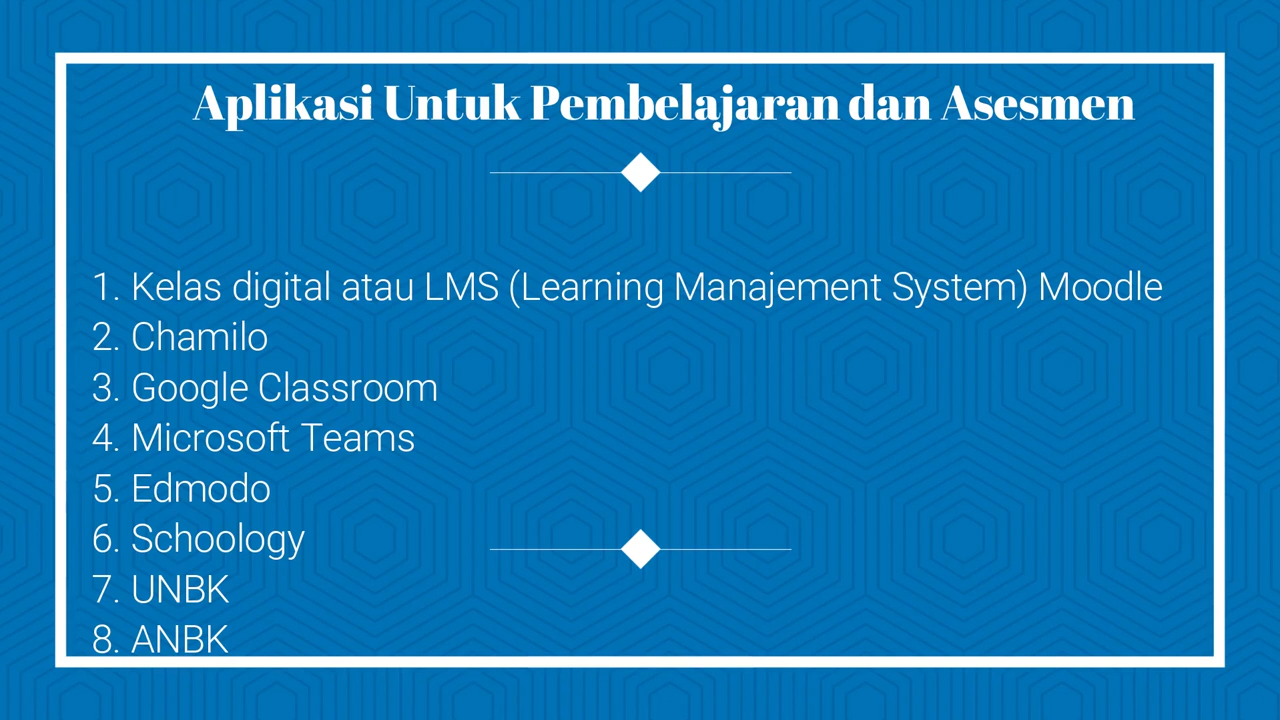 Aplikasi Untuk Pembelajaran dan Asesmen
1. Kelas digital atau LMS (Learning Manajement System) Moodle
2. Chamilo
3. Google Classroom
4. Microsoft Teams
5. Edmodo
6. Schoology
7. UNBK
8. ANBK